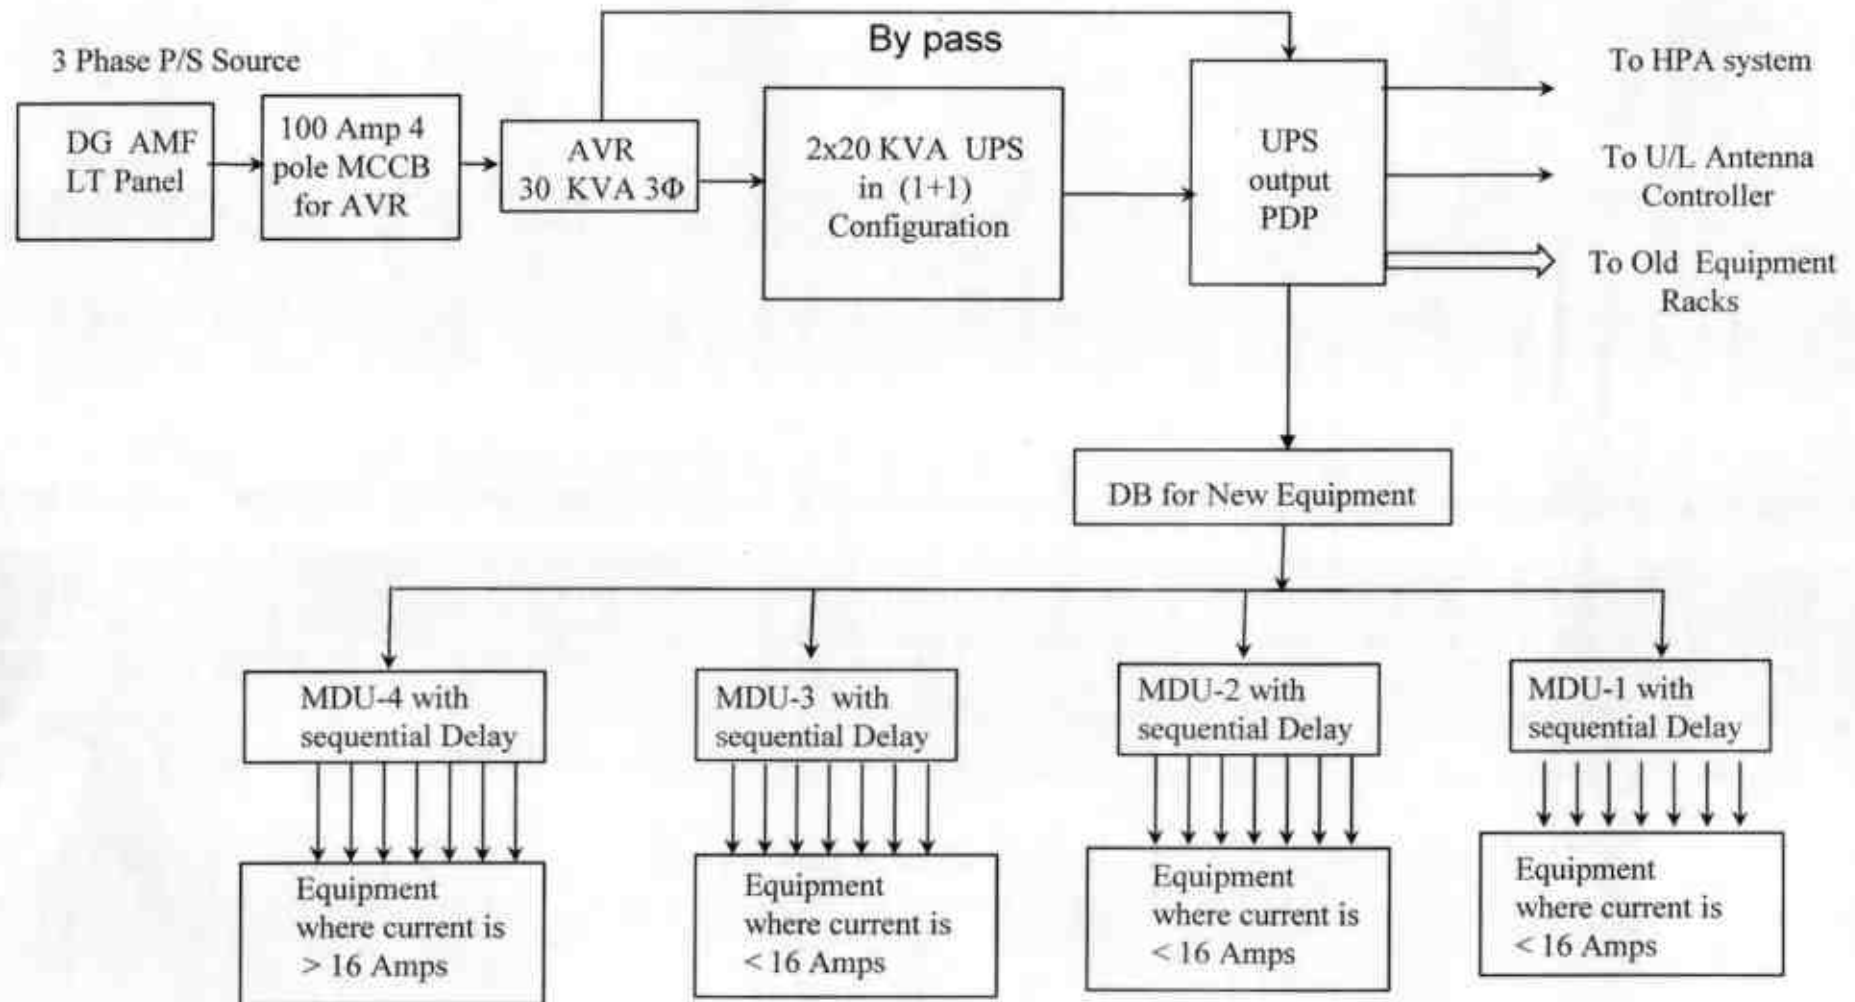 By pass
3 Phase P/S Source
DG AMF
LT Panel
100 Amp 4
pole MCCB
for AVR
AVR
30 KVA 3Φ
2x20 KVA UPS
in (1+1)
Configuration
UPS
output
PDP
To HPA system
To U/L Antenna
Controller
To Old Equipment
Racks
DB for New Equipment
MDU-4 with
sequential Delay
MDU-3 with
sequential Delay
MDU-2 with
sequential Delay
MDU-1 with
sequential Delay
Equipment
where current is
> 16 Amps
Equipment
where current is
< 16 Amps
Equipment
where current is
< 16 Amps
Equipment
where current is
< 16 Amps